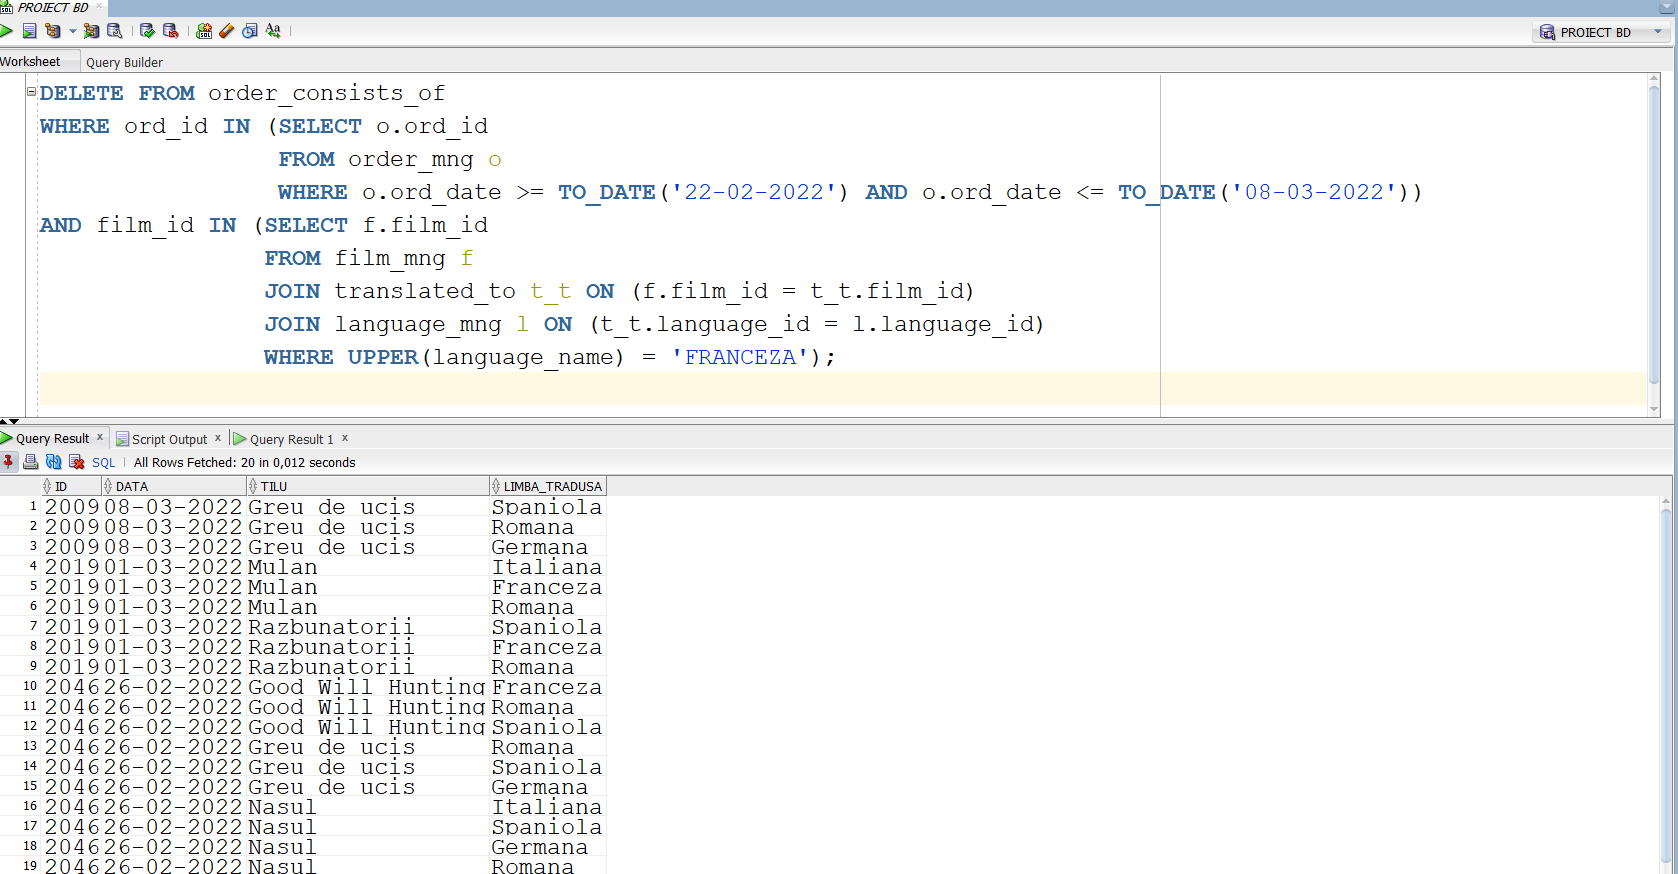 PROIECT BD
PROIECT BD
Worksheet Query Builder
DELETE FROM order_consists_of
WHERE ord_id IN (SELECT o.ord_id
FROM order_mng o
WHERE o.ord_date >= TO_DATE('22-02-2022') AND o.ord_date <= TO_DATE('08-03-2022'))
AND film_id IN (SELECT f.film_id
FROM film_mng f
JOIN translated_to t_t ON (f.film_id = t_t.film_id)
JOIN language_mng l ON (t_t.language_id = l.language_id)
WHERE UPPER(language_name) = 'FRANCEZA');
Query Result x Script Output x Query Result 1 x
SQL All Rows Fetched: 20 in 0,012 seconds
ID DATA TILU LIMBA_TRADUSA
1 2009 08-03-2022 Greu de ucis Spaniola
2 2009 08-03-2022 Greu de ucis Romana
3 2009 08-03-2022 Greu de ucis Germana
4 2019 01-03-2022 Mulan Italiana
5 2019 01-03-2022 Mulan Franceza
6 2019 01-03-2022 Mulan Romana
7 2019 01-03-2022 Razbunatorii Spaniola
8 2019 01-03-2022 Razbunatorii Franceza
9 2019 01-03-2022 Razbunatorii Romana
10 2046 26-02-2022 Good Will Hunting Franceza
11 2046 26-02-2022 Good Will Hunting Romana
12 2046 26-02-2022 Good Will Hunting Spaniola
13 2046 26-02-2022 Greu de ucis Romana
14 2046 26-02-2022 Greu de ucis Spaniola
15 2046 26-02-2022 Greu de ucis Germana
16 2046 26-02-2022 Nasul Italiana
17 2046 26-02-2022 Nasul Spaniola
18 2046 26-02-2022 Nasul Germana
19 2046 26-02-2022 Nasul Romana